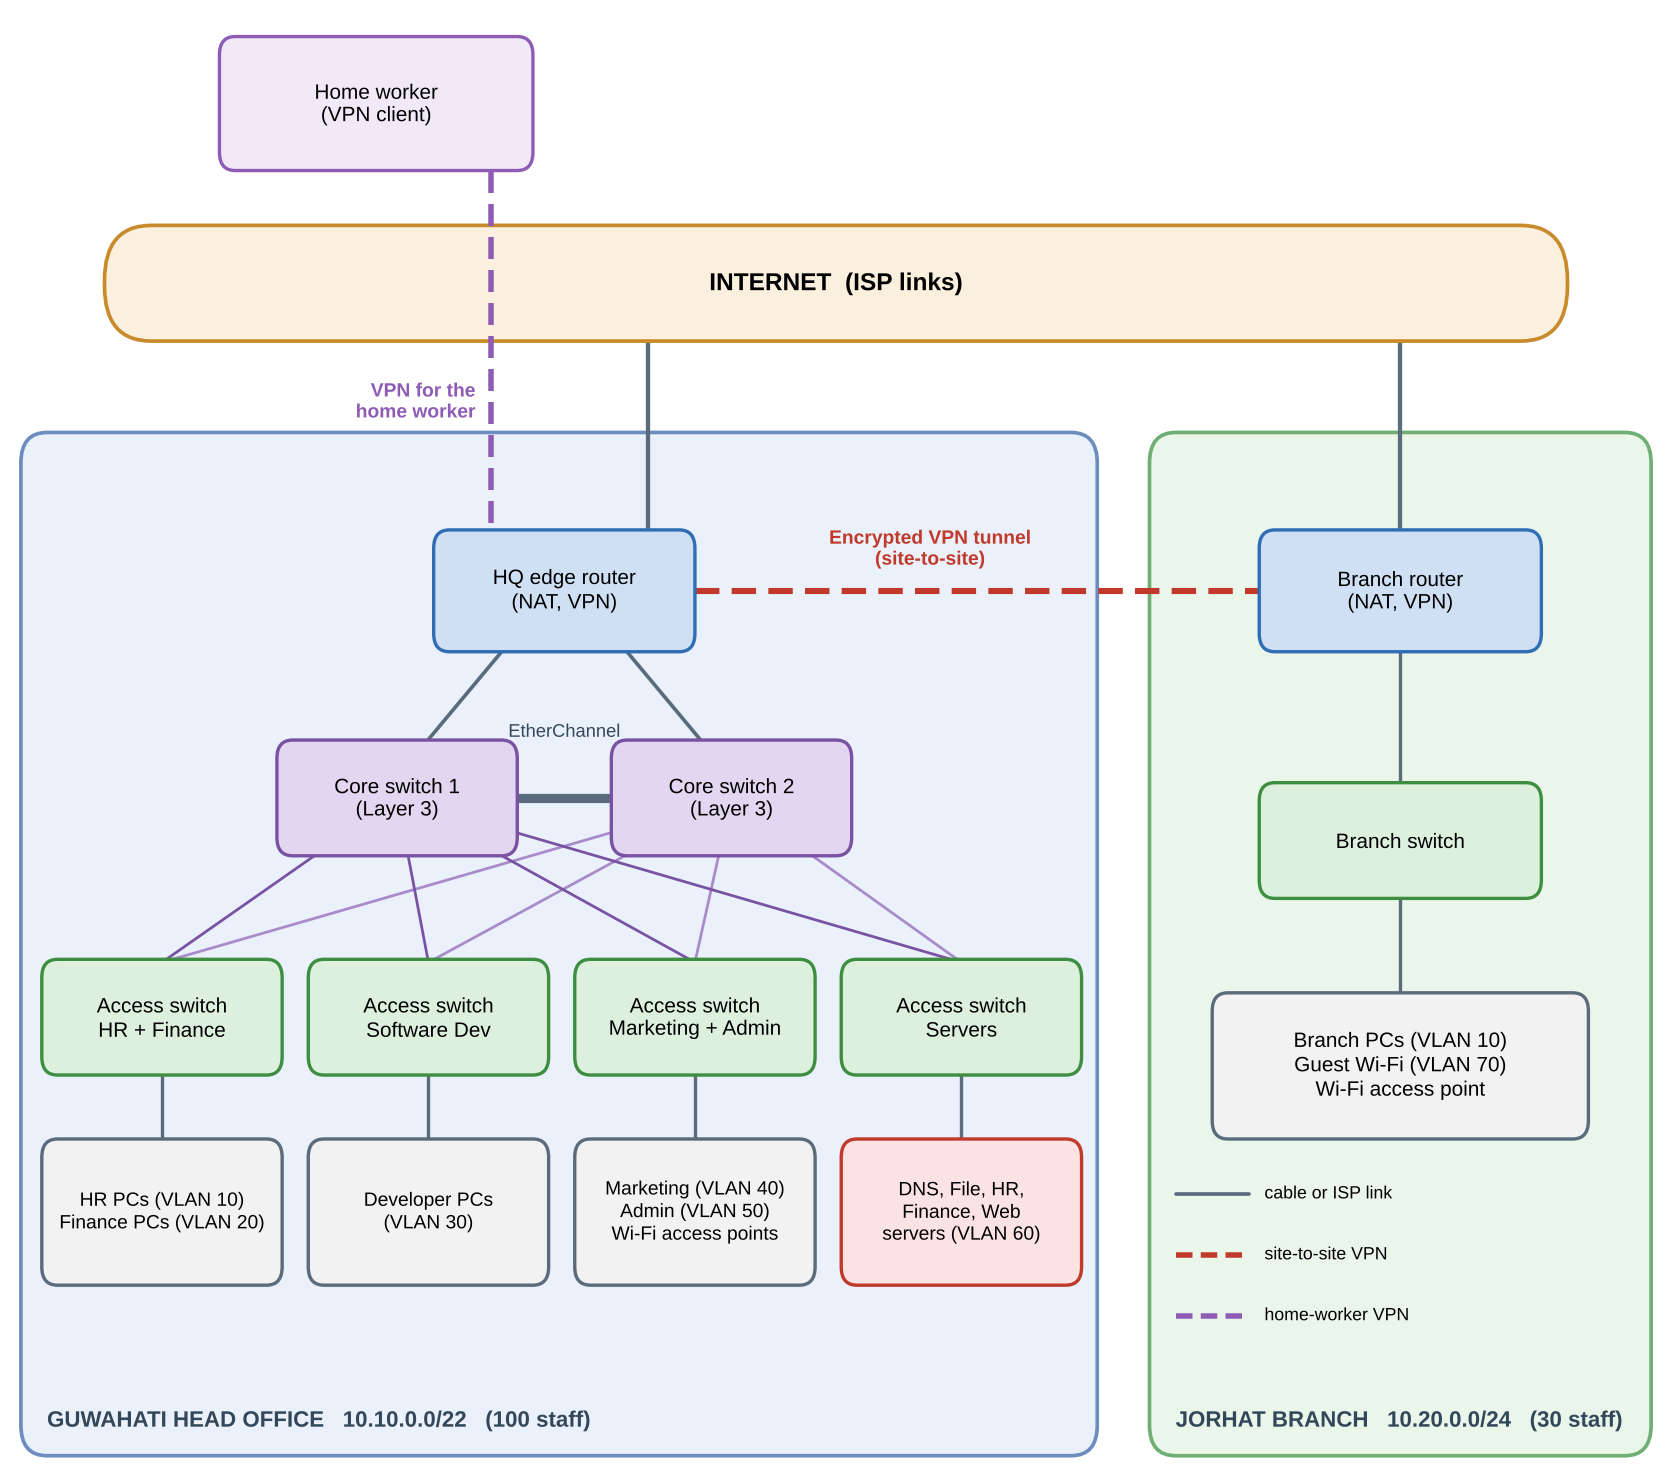 Home worker
(VPN client)
INTERNET  (ISP links)
VPN for the
home worker
Encrypted VPN tunnel
(site-to-site)
HQ edge router
(NAT, VPN)
Branch router
(NAT, VPN)
EtherChannel
Core switch 1
(Layer 3)
Core switch 2
(Layer 3)
Branch switch
Access switch
HR + Finance
Access switch
Software Dev
Access switch
Marketing + Admin
Access switch
Servers
Branch PCs (VLAN 10)
Guest Wi-Fi (VLAN 70)
Wi-Fi access point
HR PCs (VLAN 10)
Finance PCs (VLAN 20)
Developer PCs
(VLAN 30)
Marketing (VLAN 40)
Admin (VLAN 50)
Wi-Fi access points
DNS, File, HR,
Finance, Web
servers (VLAN 60)
cable or ISP link
site-to-site VPN
home-worker VPN
GUWAHATI HEAD OFFICE   10.10.0.0/22   (100 staff)
JORHAT BRANCH   10.20.0.0/24   (30 staff)